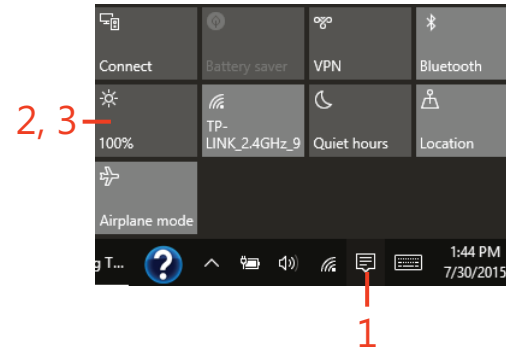 Connect
Battery saver
VPN
Bluetooth
2, 3
100%
TP-
LINK_2.4GHz_9
Quiet hours
Location
Airplane mode
g T...
?
1:44 PM
7/30/2015
1